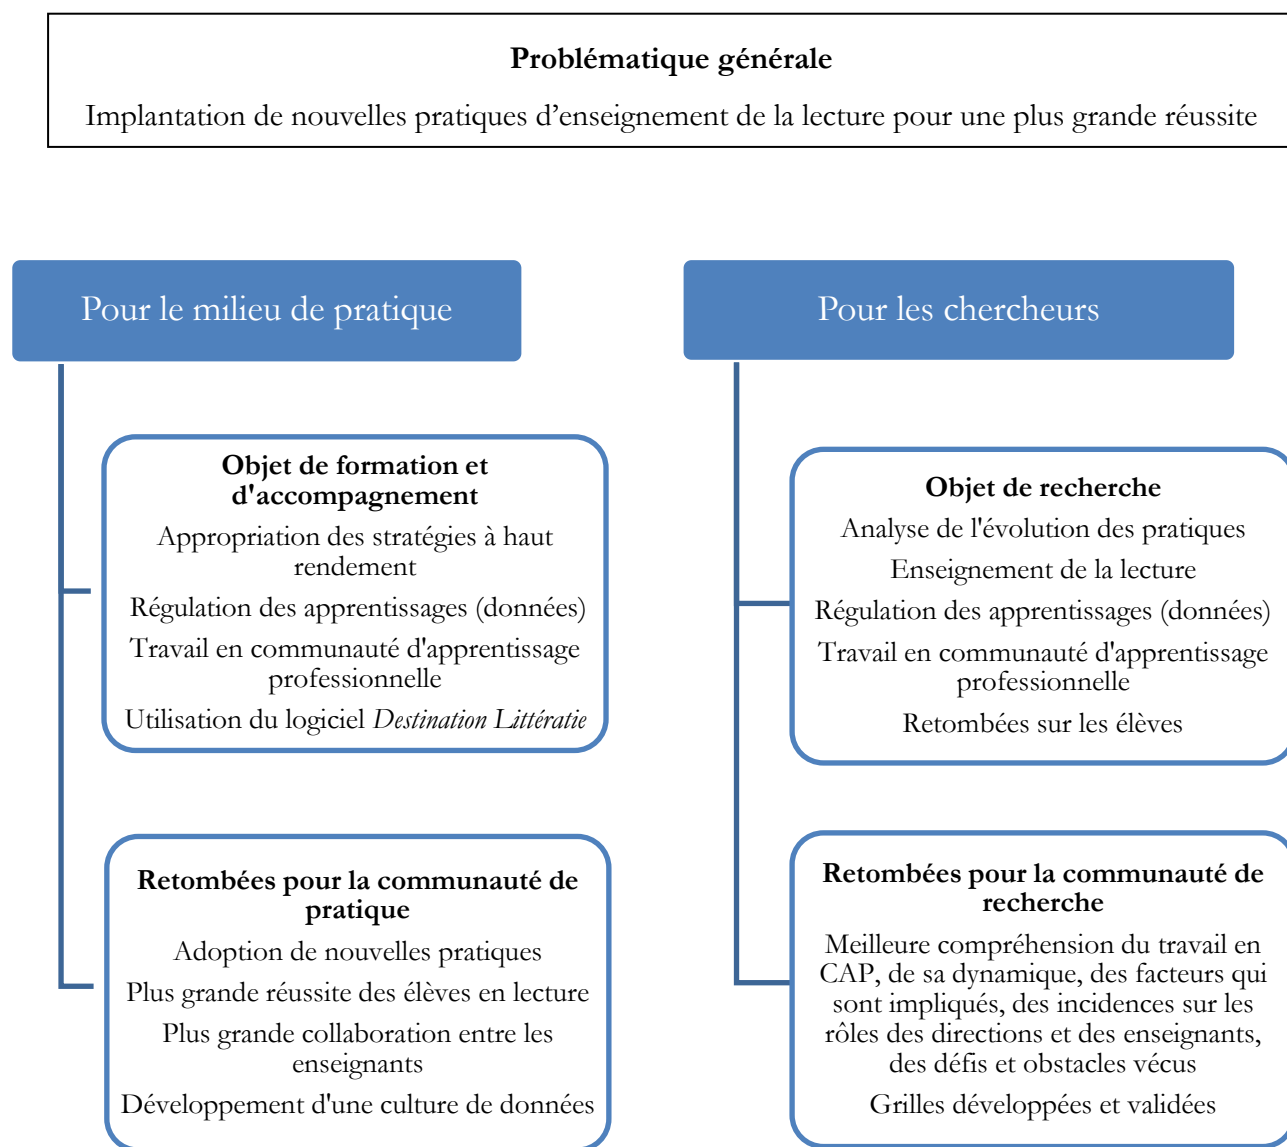 Problématique générale
Implantation de nouvelles pratiques d’enseignement de la lecture pour une plus grande réussite
Pour le milieu de pratique
Objet de formation et
d'accompagnement
Appropriation des stratégies à haut
rendement
Régulation des apprentissages (données)
Travail en communauté d'apprentissage
professionnelle
Utilisation du logiciel Destination Littératie
Retombées pour la communauté de
pratique
Adoption de nouvelles pratiques
Plus grande réussite des élèves en lecture
Plus grande collaboration entre les
enseignants
Développement d'une culture de données
Pour les chercheurs
Objet de recherche
Analyse de l'évolution des pratiques
Enseignement de la lecture
Régulation des apprentissages (données)
Travail en communauté d'apprentissage
professionnelle
Retombées sur les élèves
Retombées pour la communauté de
recherche
Meilleure compréhension du travail en
CAP, de sa dynamique, des facteurs qui
sont impliqués, des incidences sur les
rôles des directions et des enseignants,
des défis et obstacles vécus
Grilles développées et validées